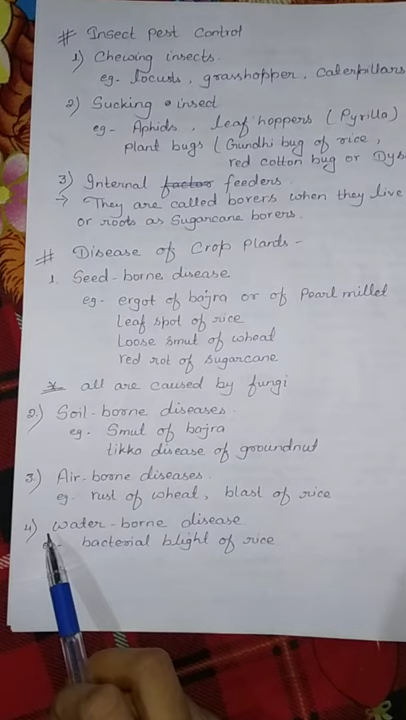 # Insect Pest Control
1) Chewing insects.
eg- locusts, grasshopper, Caterpillars
2) Sucking insect
eg- Aphids, leaf hoppers (Pyrilla)
plant bugs (Gundhi bug of rice,
red cotton bug or Dys
3) Internal factor feeders.
→ They are called borers when they live
or roots as Sugarcane borers.
# Disease of Crop Plants -
1. Seed-borne disease
eg- ergot of bajra or of Pearl millet
Leaf spot of rice
Loose smut of wheat
red rot of sugarcane
* all are caused by fungi
2.) Soil-borne diseases.
eg. Smut of bajra
tikka disease of groundnut
3) Air-borne diseases.
eg. rust of wheat, blast of rice
4) Water-borne disease
bacterial blight of rice